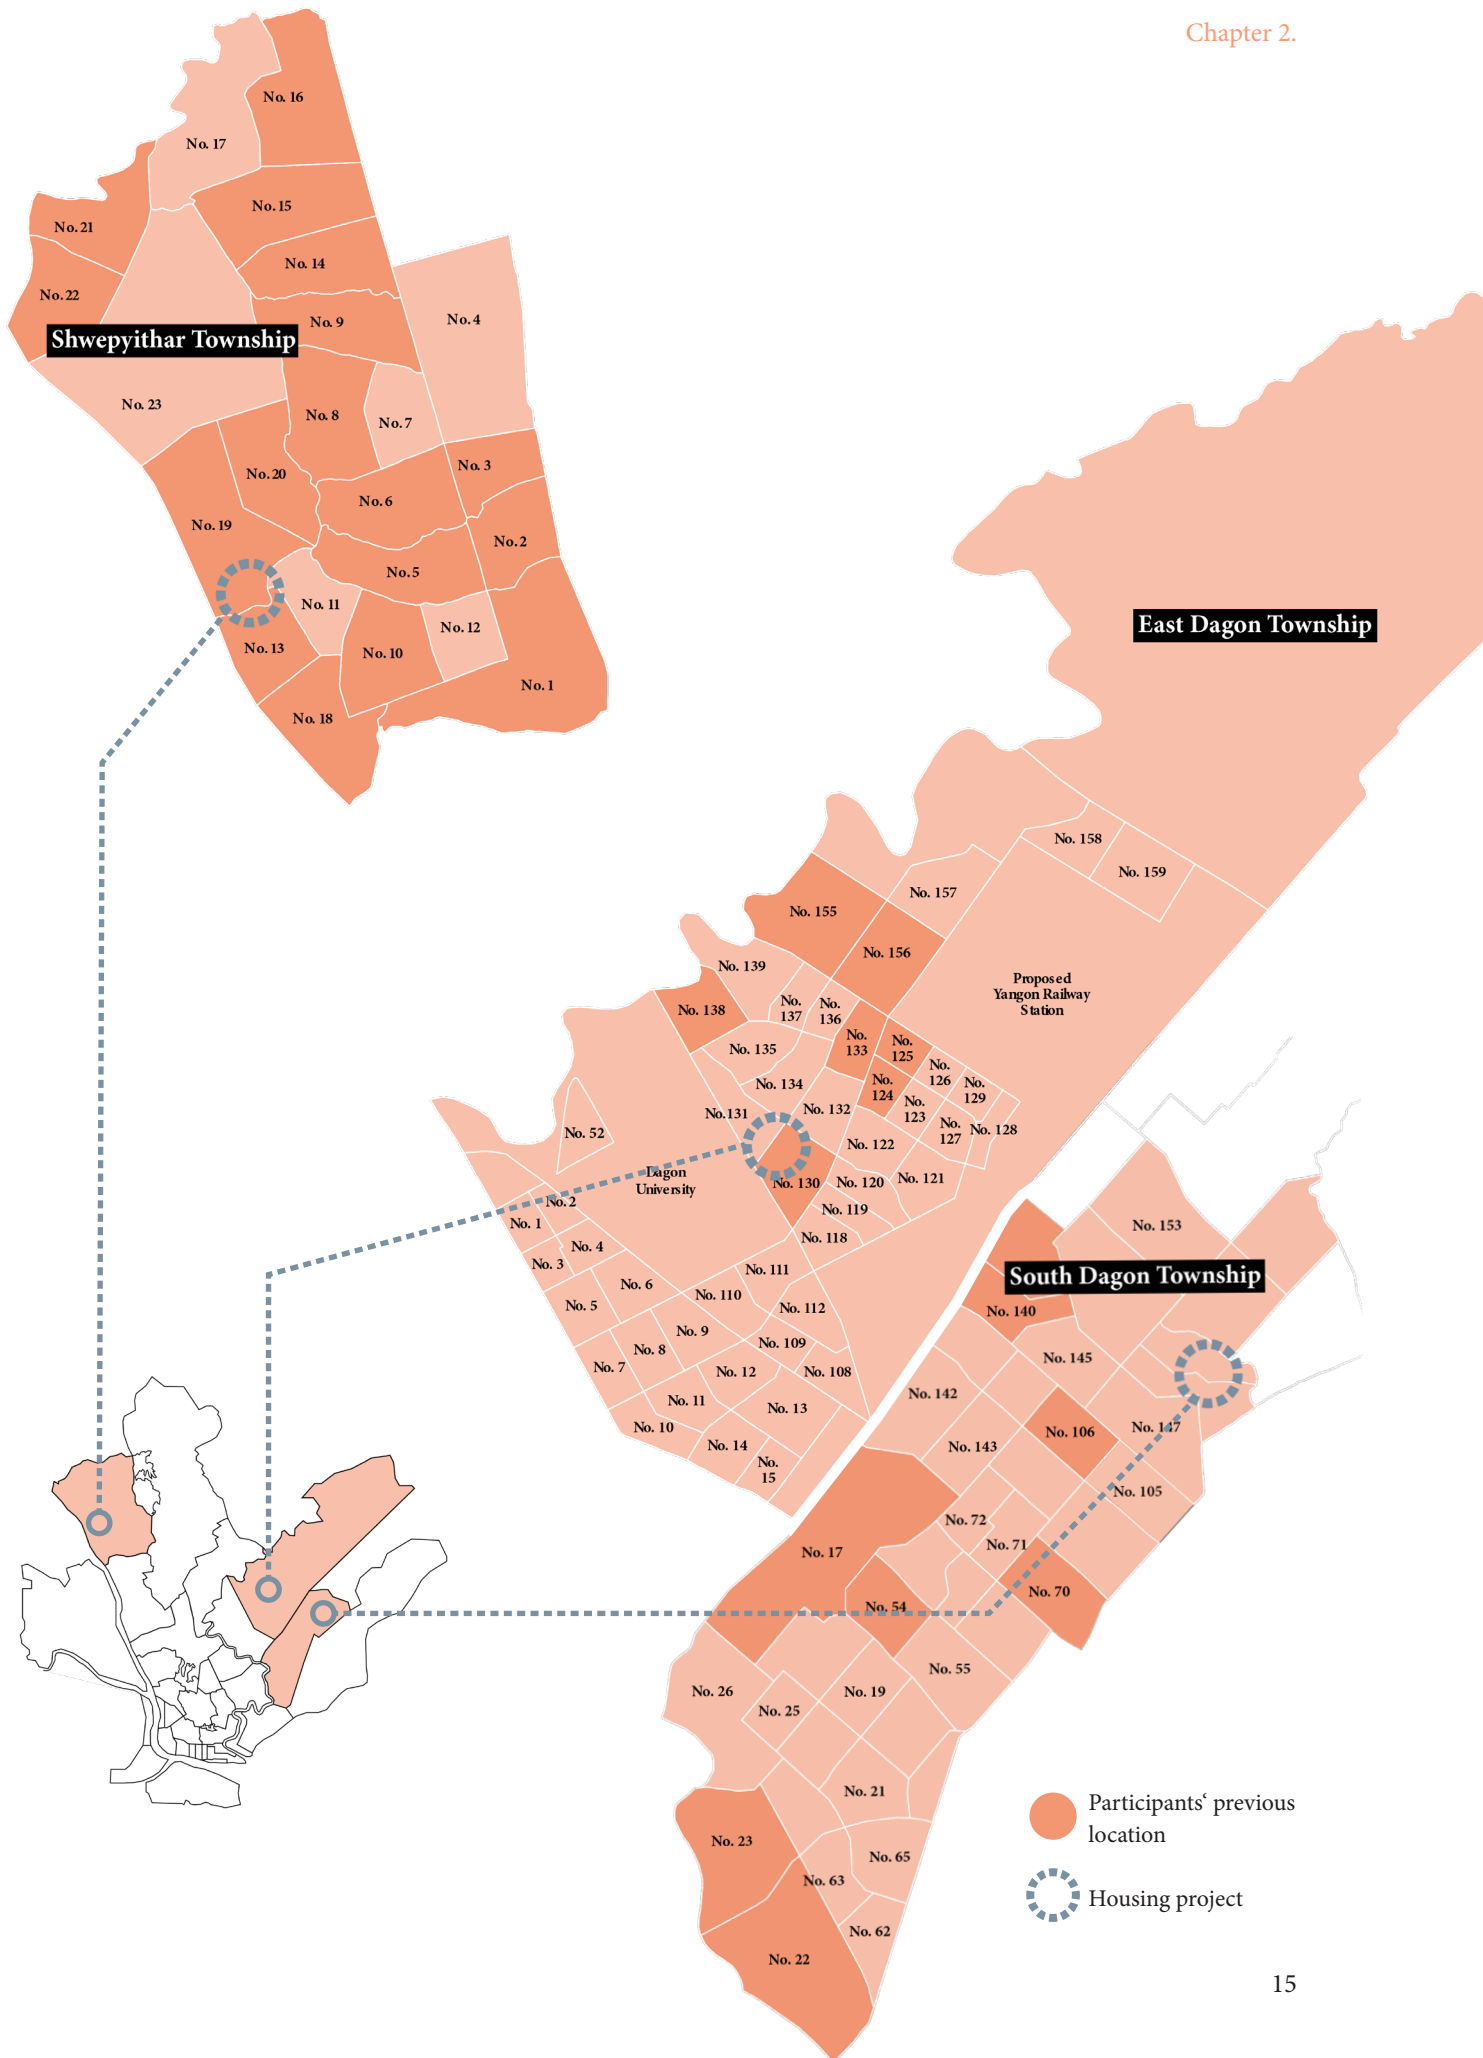 Chapter 2.
No. 16
No. 17
No. 15
No. 21
No. 14
No. 22
No. 9
No. 4
Shwepyithar Township
No. 23
No. 8
No. 7
No. 3
No. 20
No. 6
No. 19
No. 2
No. 5
No. 11
No. 12
No. 13
No. 10
No. 1
No. 18
East Dagon Township
No. 158
No. 159
No. 157
No. 155
No. 156
No. 139
Proposed
Yangon Railway
Station
No. 138
No.
137
No.
136
No.
133
No.
125
No. 135
No.
126
No. 134
No.
124
No.
129
No.131
No. 132
No.
123
No.
127
No. 128
No. 52
No. 122
Dagon
University
No. 130
No. 120
No. 121
No. 2
No. 119
No. 1
No. 118
No. 4
No. 3
No. 111
No. 6
No. 110
No. 5
No. 112
No. 9
No. 109
No. 8
No. 7
No. 12
No. 108
No. 11
No. 13
No. 10
No. 14
No.
15
No. 153
South Dagon Township
No. 140
No. 145
No. 142
No. 106
No. 147
No. 143
No. 105
No. 72
No. 71
No. 17
No. 70
No. 54
No. 55
No. 26
No. 19
No. 25
No. 21
No. 23
No. 65
No. 63
No. 62
No. 22
Participants‘ previous
location
Housing project
15